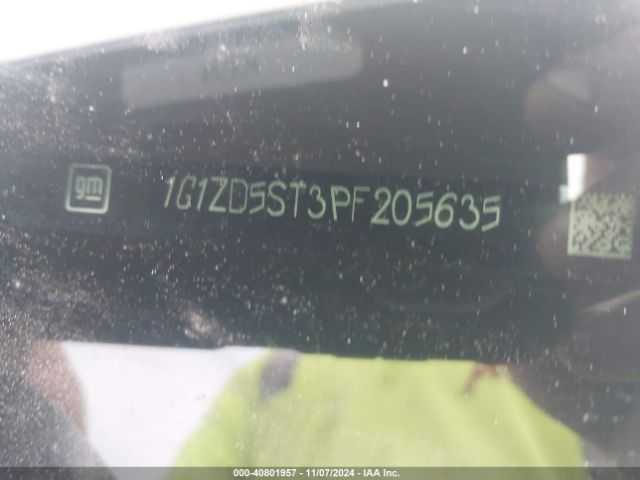 gm
1G1ZD5ST3PF205635
000-40801957 - 11/07/2024 - IAA Inc.